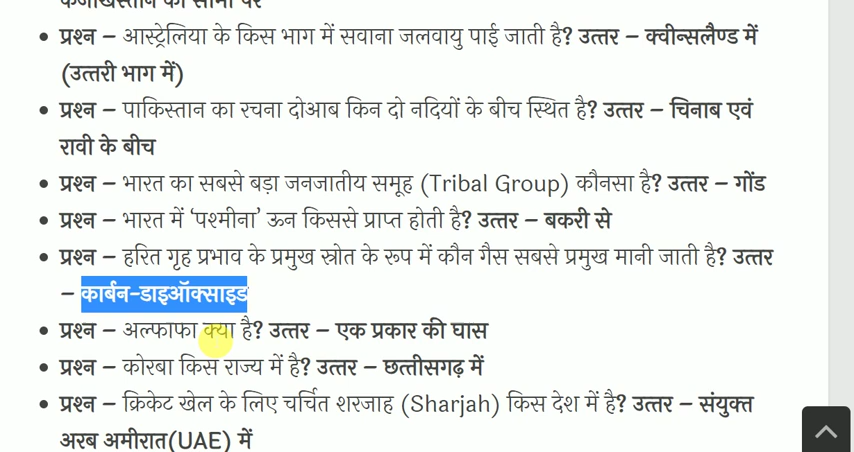 कजाखिस्तान की सीमा पर
प्रश्न – आस्ट्रेलिया के किस भाग में सवाना जलवायु पाई जाती है? उत्तर – क्वीन्सलैण्ड में
(उत्तरी भाग में)
प्रश्न – पाकिस्तान का रचना दोआब किन दो नदियों के बीच स्थित है? उत्तर – चिनाब एवं
रावी के बीच
प्रश्न – भारत का सबसे बड़ा जनजातीय समूह (Tribal Group) कौनसा है? उत्तर – गोंड
प्रश्न – भारत में ‘पश्मीना’ ऊन किससे प्राप्त होती है? उत्तर – बकरी से
प्रश्न – हरित गृह प्रभाव के प्रमुख स्रोत के रूप में कौन गैस सबसे प्रमुख मानी जाती है? उत्तर
– कार्बन-डाइऑक्साइड
प्रश्न – अल्फाफा क्या है? उत्तर – एक प्रकार की घास
प्रश्न – कोरबा किस राज्य में है? उत्तर – छत्तीसगढ़ में
प्रश्न – क्रिकेट खेल के लिए चर्चित शरजाह (Sharjah) किस देश में है? उत्तर – संयुक्त
अरब अमीरात(UAE) में